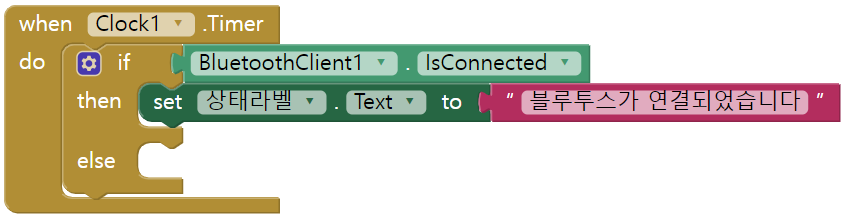 when Clock1 .Timer
do if BluetoothClient1 . IsConnected
then set 상태라벨 . Text to “ 블루투스가 연결되었습니다 ”
else